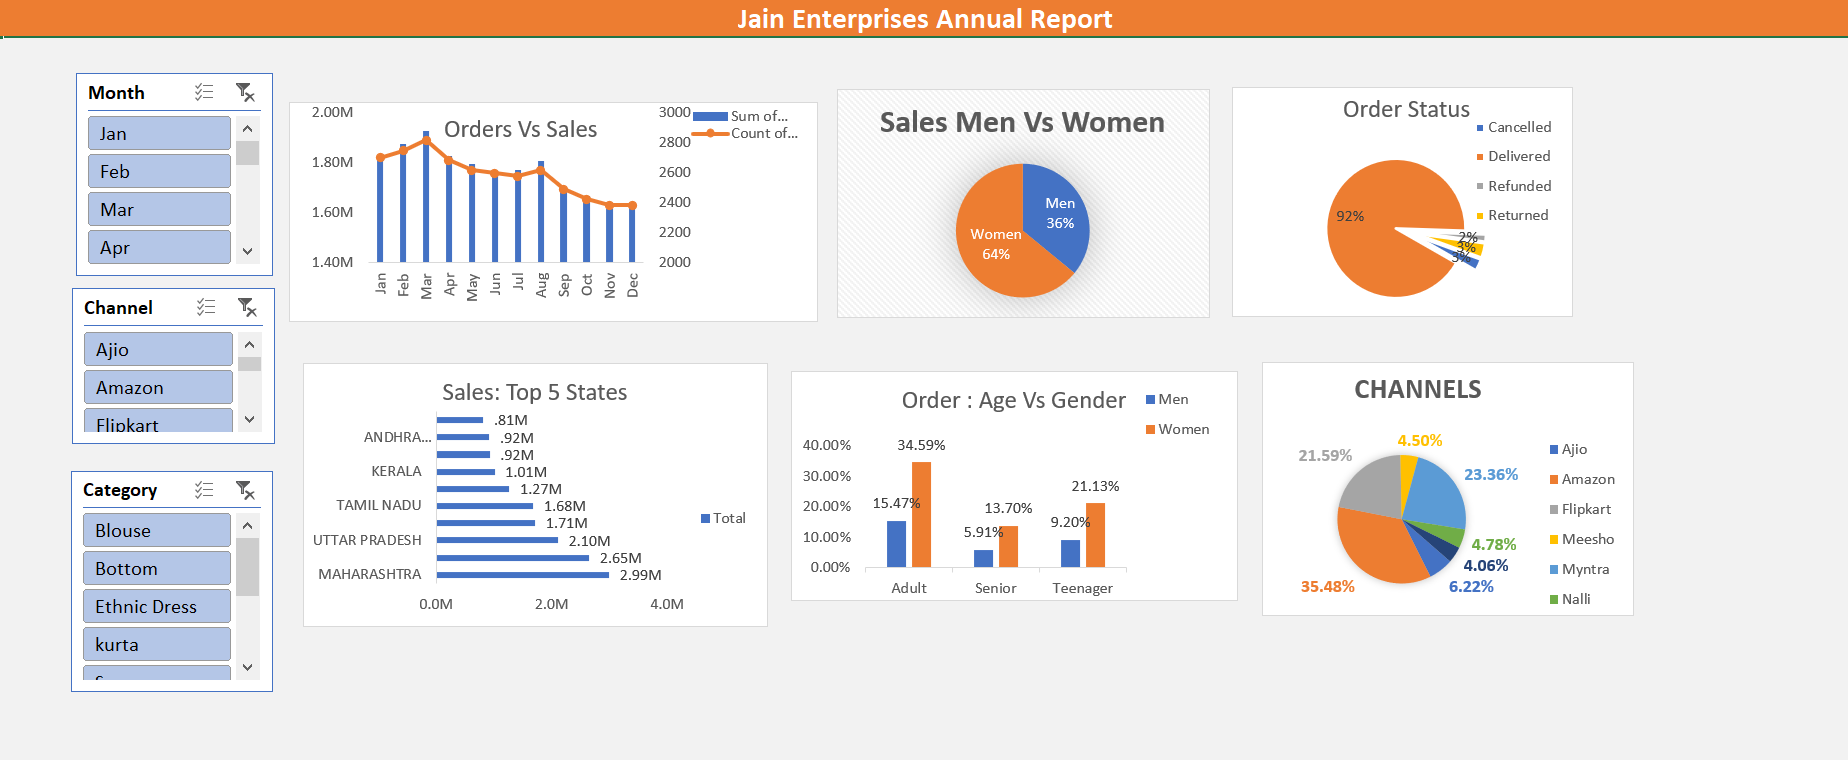 Jain Enterprises Annual Report
Month
Jan
Feb
Mar
Apr
Channel
Ajio
Amazon
Flipkart
Category
Blouse
Bottom
Ethnic Dress
kurta
Orders Vs Sales
2.00M
1.80M
1.60M
1.40M
3000
2800
2600
2400
2200
2000
Sum of...
Count of...
Jan
Feb
Mar
Apr
May
Jun
Jul
Aug
Sep
Oct
Nov
Dec
Sales Men Vs Women
Men
36%
Women
64%
Order Status
Cancelled
Delivered
Refunded
Returned
92%
2%
3%
3%
Sales: Top 5 States
.81M
ANDHRA... .92M
.92M
KERALA 1.01M
1.27M
TAMIL NADU 1.68M
1.71M
UTTAR PRADESH 2.10M
2.65M
MAHARASHTRA 2.99M
0.0M 2.0M 4.0M
Total
Order : Age Vs Gender
Men
Women
40.00%
30.00%
20.00%
10.00%
0.00%
15.47%
34.59%
5.91%
13.70%
9.20%
21.13%
Adult Senior Teenager
CHANNELS
4.50%
21.59%
23.36%
4.78%
4.06%
6.22%
35.48%
Ajio
Amazon
Flipkart
Meesho
Myntra
Nalli